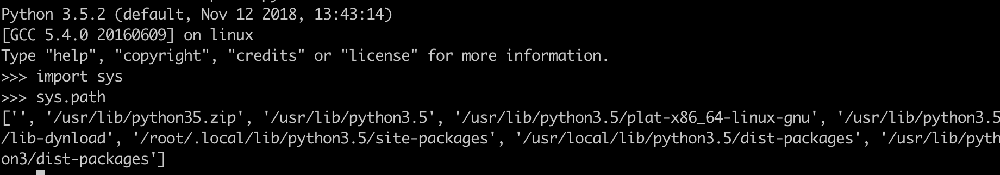 Python 3.5.2 (default, Nov 12 2018, 13:43:14)
[GCC 5.4.0 20160609] on linux
Type "help", "copyright", "credits" or "license" for more information.
>>> import sys
>>> sys.path
['', '/usr/lib/python35.zip', '/usr/lib/python3.5', '/usr/lib/python3.5/plat-x86_64-linux-gnu', '/usr/lib/python3.5
/lib-dynload', '/root/.local/lib/python3.5/site-packages', '/usr/local/lib/python3.5/dist-packages', '/usr/lib/pyth
on3/dist-packages']